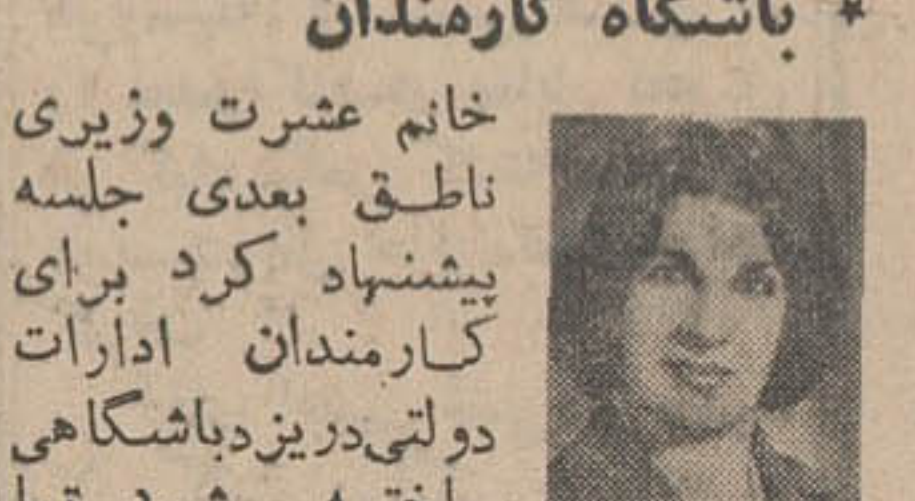 * باشگاه کارمندان
خانم عشرت وزیری
ناطق بعدی جلسه
پیشنهاد کرد برای
کارمندان ادارات
دولتی در یزد باشگاهی